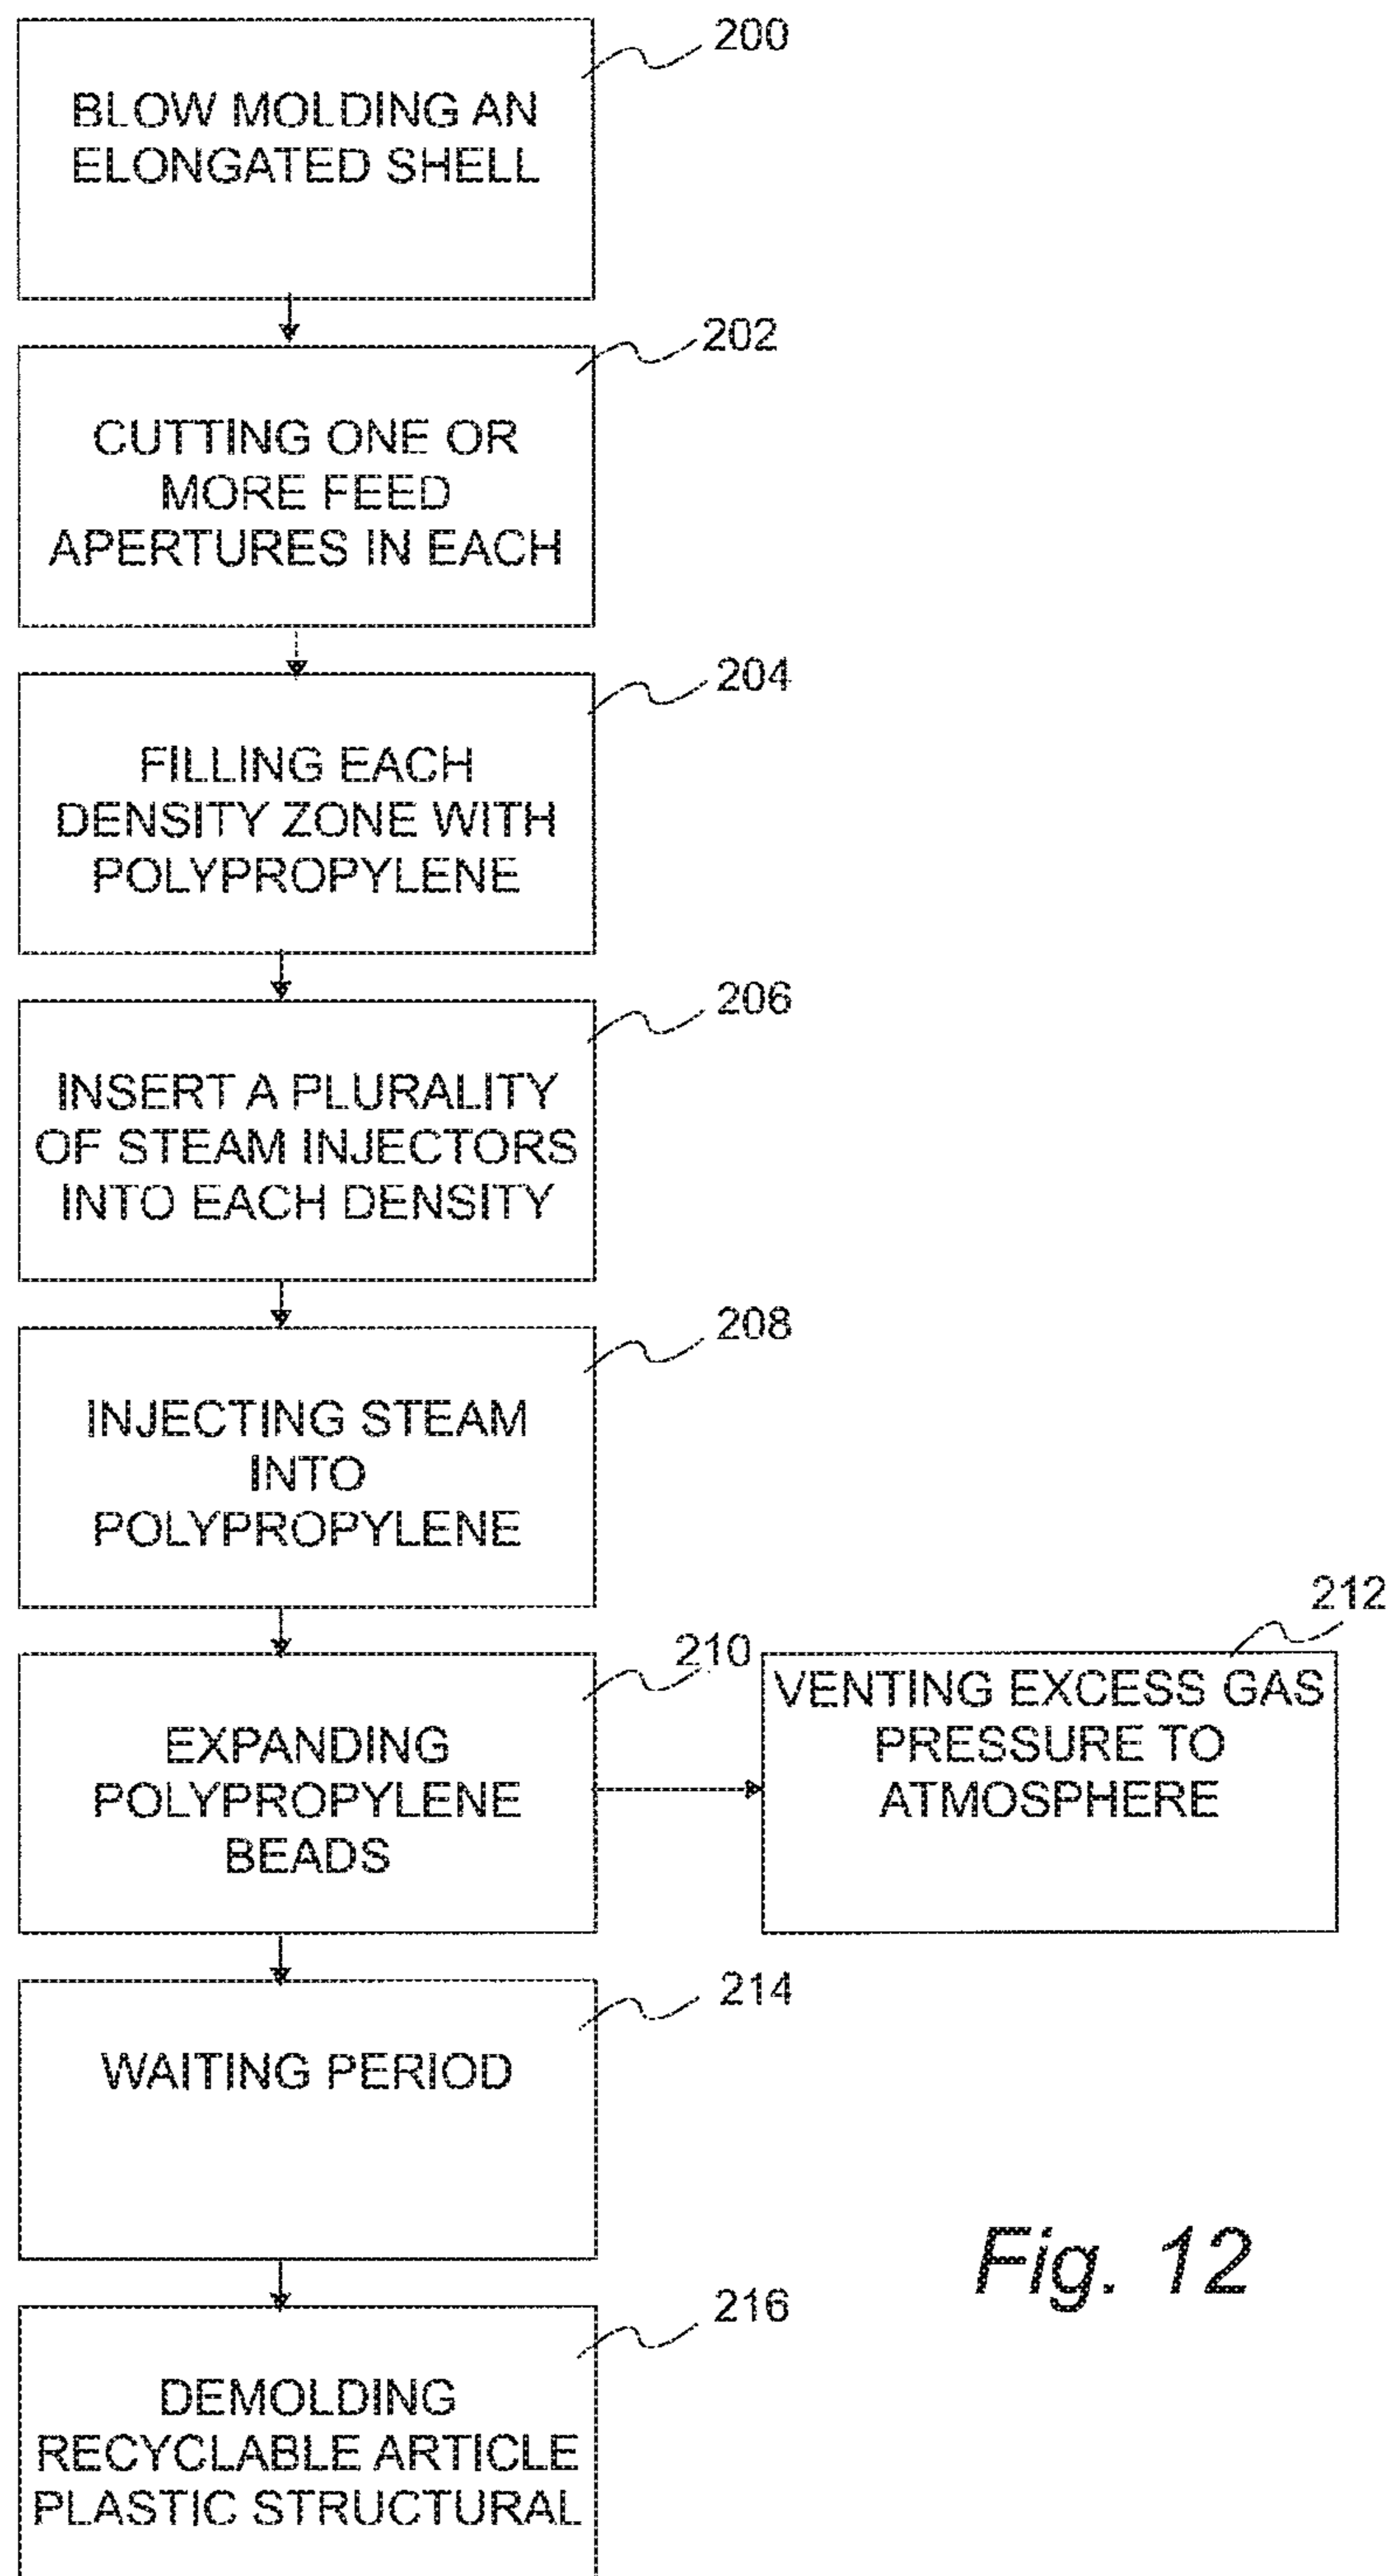 200
BLOW MOLDING AN
ELONGATED SHELL
202
CUTTING ONE OR
MORE FEED
APERTURES IN EACH
204
FILLING EACH
DENSITY ZONE WITH
POLYPROPYLENE
206
INSERT A PLURALITY
OF STEAM INJECTORS
INTO EACH DENSITY
208
INJECTING STEAM
INTO
POLYPROPYLENE
210
EXPANDING
POLYPROPYLENE
BEADS
212
VENTING EXCESS GAS
PRESSURE TO
ATMOSPHERE
214
WAITING PERIOD
216
DEMOLDING
RECYCLABLE ARTICLE
PLASTIC STRUCTURAL
Fig. 12